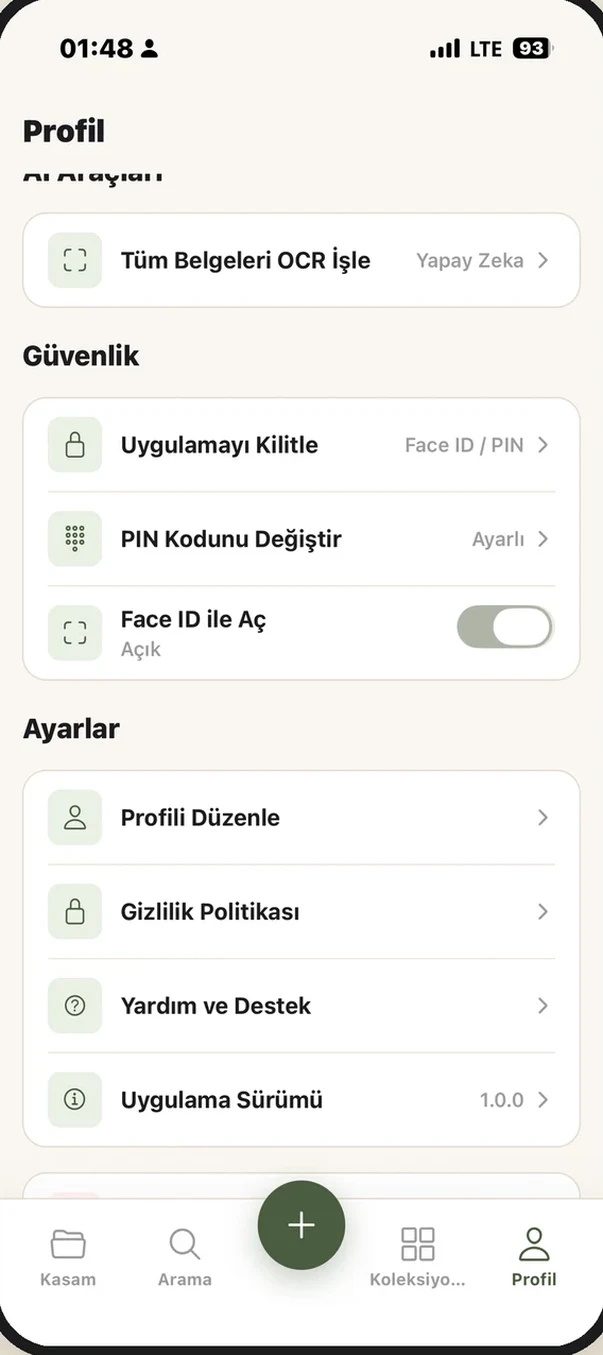 01:48
LTE 93
Profil
AI Araçları
Tüm Belgeleri OCR İşle
Yapay Zeka
Güvenlik
Uygulamayı Kilitle
Face ID / PIN
PIN Kodunu Değiştir
Ayarlı
Face ID ile Aç
Açık
Ayarlar
Profili Düzenle
Gizlilik Politikası
Yardım ve Destek
Uygulama Sürümü
1.0.0
Kasam
Arama
Koleksiyo...
Profil